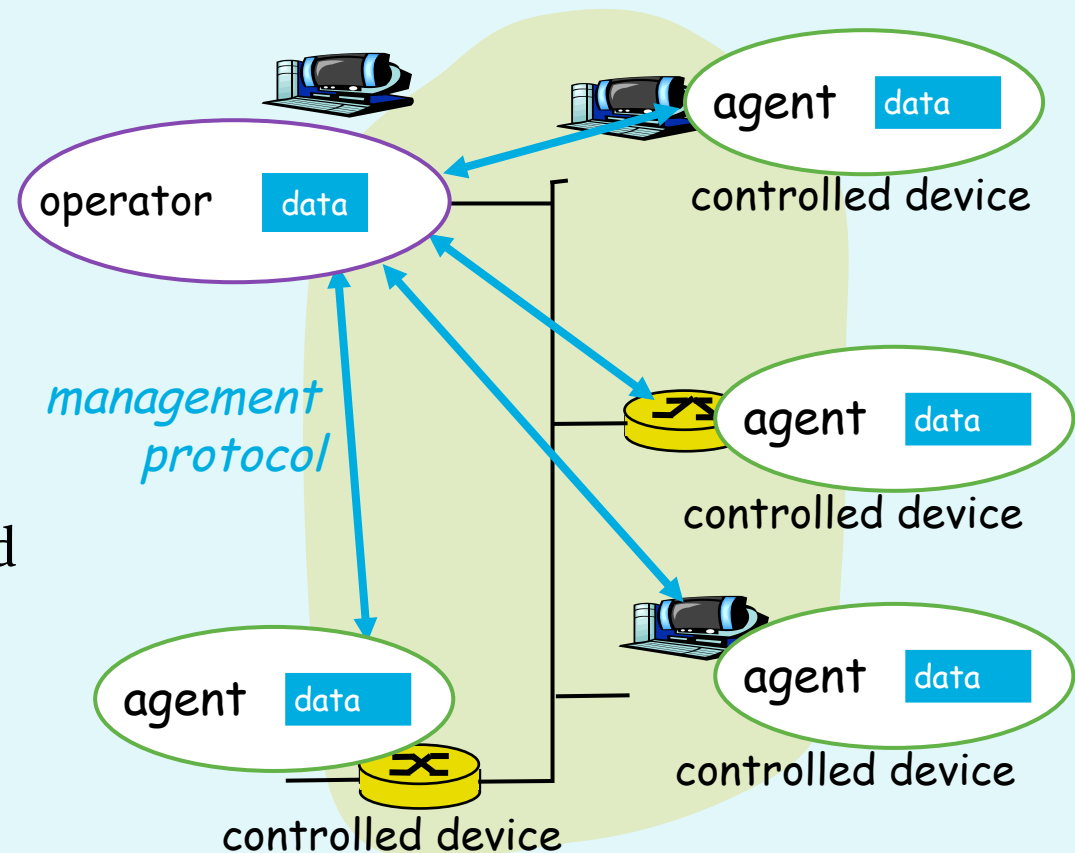 agent data
controlled device
operator data
management
protocol
agent data
controlled device
agent data
controlled device
agent data
controlled device